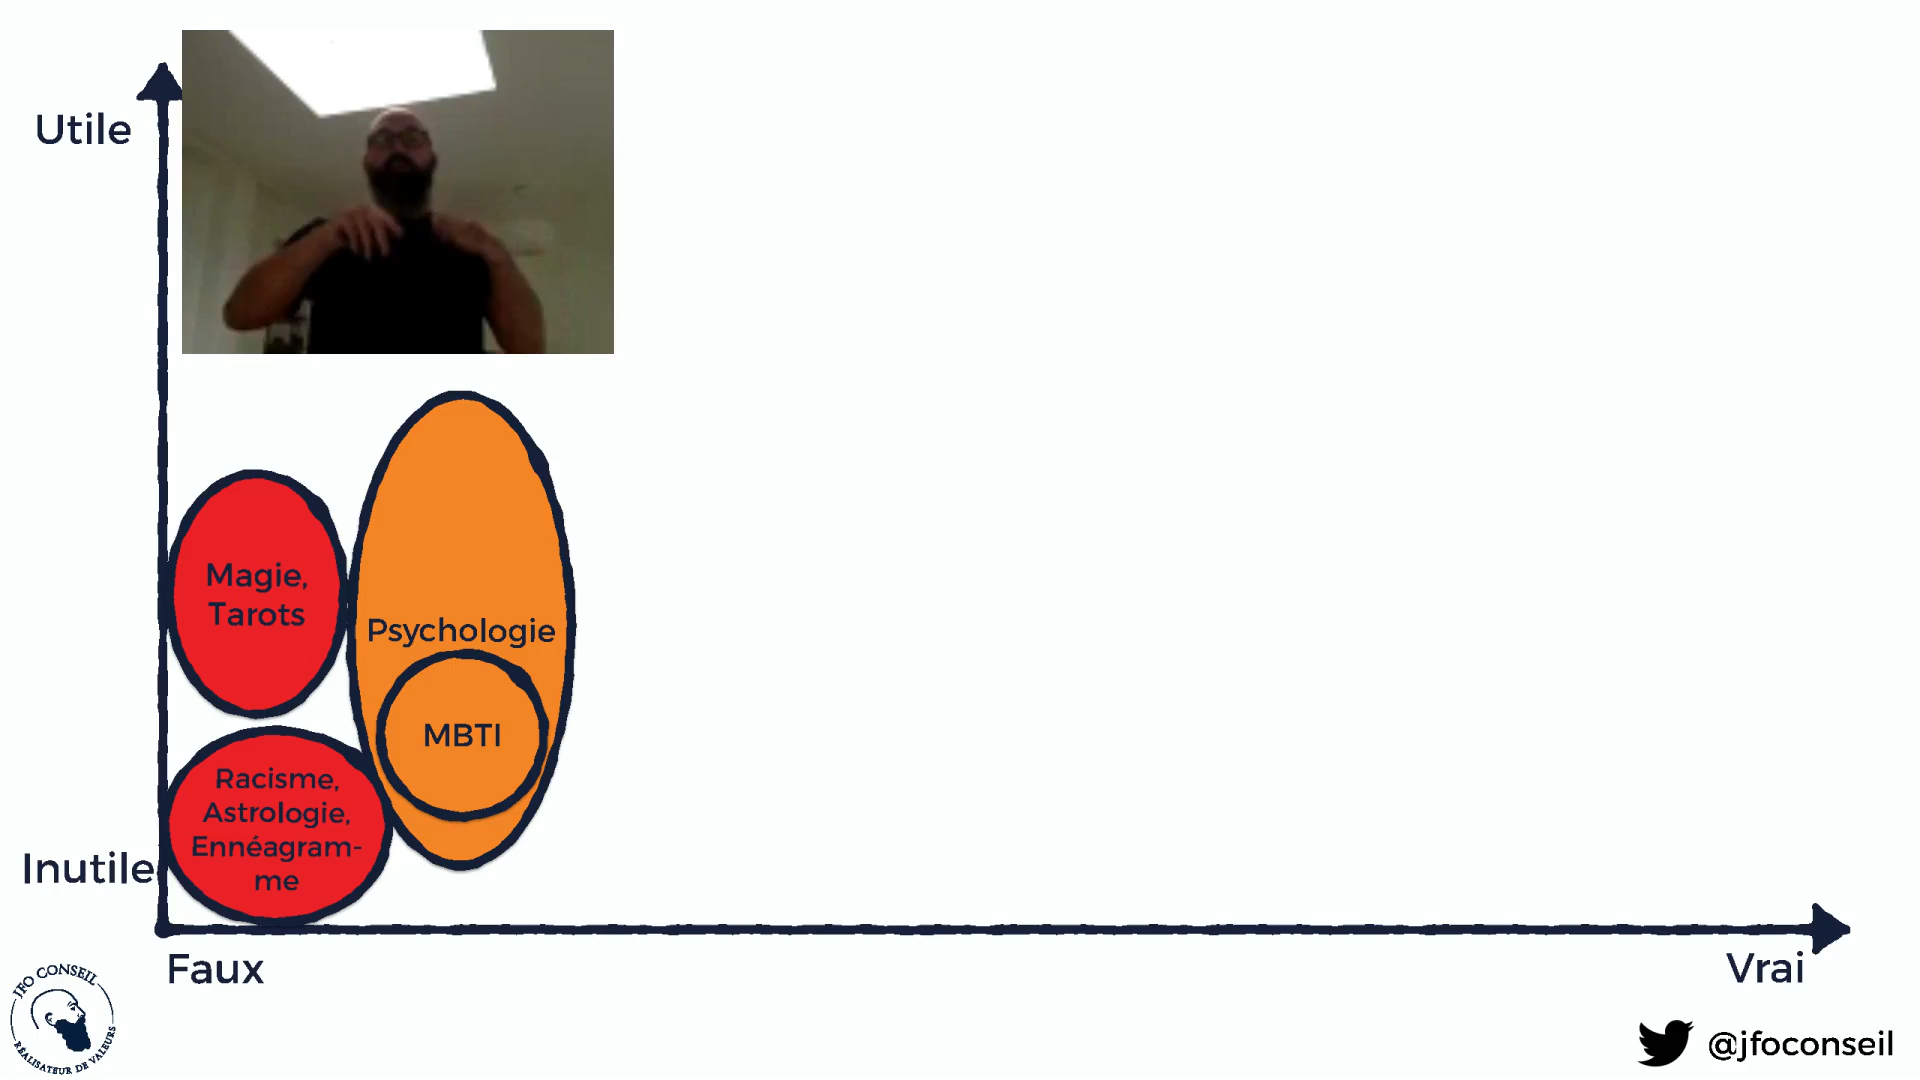 Utile
Magie,
Tarots
Psychologie
MBTI
Racisme,
Astrologie,
Ennéagram-
me
Inutile
Faux
Vrai
JFO CONSEIL
RÉALISATEUR DE VALEURS
@jfoconseil